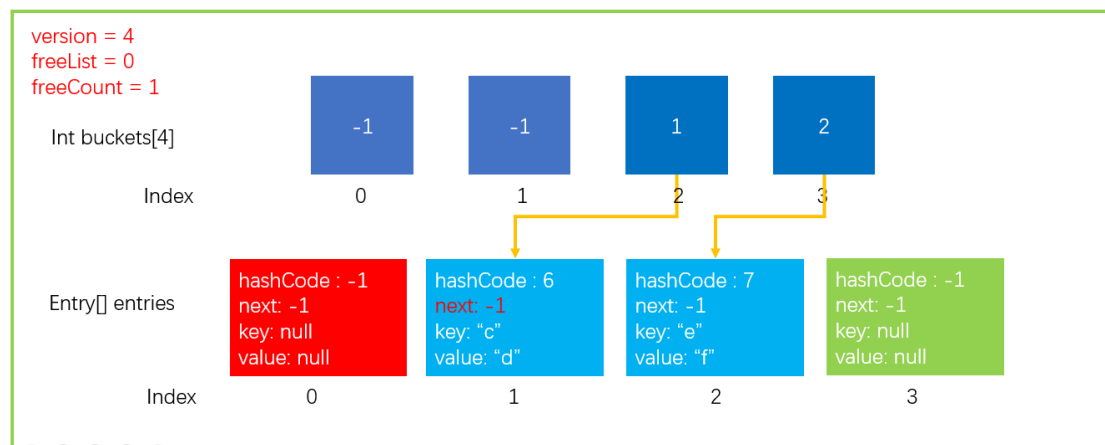 version = 4
freeList = 0
freeCount = 1
Int buckets[4]
-1
-1
1
2
Index
0
1
2
3
Entry[] entries
hashCode : -1
next: -1
key: null
value: null
hashCode : 6
next: -1
key: “c”
value: “d”
hashCode : 7
next: -1
key: “e”
value: “f”
hashCode : -1
next: -1
key: null
value: null
Index
0
1
2
3